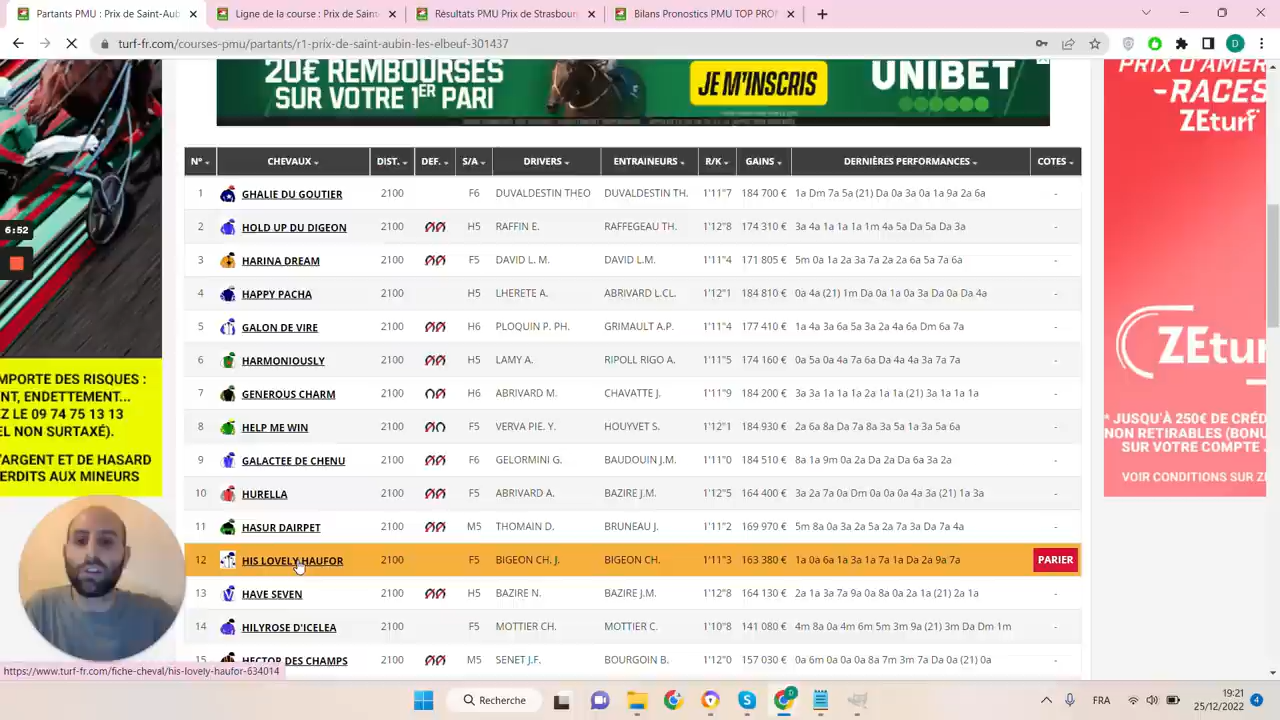 Partants PMU : Prix de Saint-Aub
Ligne de la course : Prix de Saint
Résultats PMU Prix de Strasbourg
Bilans Pronostics PMU TOP PRO
turf-fr.com/courses-pmu/partants/r1-prix-de-saint-aubin-les-elbeuf-301437
20€ REMBOURSES
SUR VOTRE 1ER PARI
JE M'INSCRIS
UNIBET
PRIX D'AMER
-RACES
ZEturf
6:52
N° CHEVAUX DIST. DEF. S/A DRIVERS ENTRAINEURS R/K GAINS DERNIÈRES PERFORMANCES COTES
1 GHALIE DU GOUTIER 2100 F6 DUVALDESTIN THEO DUVALDESTIN TH. 1'11"7 184 700 € 1a Dm 7a 5a (21) Da 0a 3a 0a 1a 9a 2a 6a -
2 HOLD UP DU DIGEON 2100 H5 RAFFIN E. RAFFEGEAU TH. 1'12"8 174 310 € 3a 4a 1a 1a 1a 1m 4a 5a Da 5a Da 3a -
3 HARINA DREAM 2100 F5 DAVID L. M. DAVID L.M. 1'11"4 171 805 € 5m 0a 1a 2a 3a 7a 2a 2a 6a 5a 7a 6a -
4 HAPPY PACHA 2100 H5 LHERETE A. ABRIVARD L.CL. 1'12"1 184 810 € 0a 4a (21) 1m Da 0a 1a 0a 3a Da 0a Da 4a -
5 GALON DE VIRE 2100 H6 PLOQUIN P. PH. GRIMAULT A.P. 1'11"4 177 410 € 1a 4a 3a 6a 5a 3a 2a 4a 6a Dm 6a 7a -
6 HARMONIOUSLY 2100 H5 LAMY A. RIPOLL RIGO A. 1'11"5 174 160 € 0a 5a 0a 4a 7a 6a Da 4a 4a 3a 7a 7a -
7 GENEROUS CHARM 2100 H6 ABRIVARD M. CHAVATTE J. 1'11"9 184 200 € 3a 3a 1a 1a 1a 2a 1a 1a (21) 3a 1a 1a 1a -
8 HELP ME WIN 2100 F5 VERVA PIE. Y. HOUYVET S. 1'12"1 184 930 € 2a 6a 8a Da 7a 8a 3a 5a 1a 3a 5a 6a -
9 GALACTEE DE CHENU 2100 F6 GELORMINI G. BAUDOUIN J.M. 1'11"0 184 510 € 8a 1a 9m 0a 2a Da 2a Da 6a 3a 2a -
10 HURELLA 2100 F5 ABRIVARD A. BAZIRE J.M. 1'12"5 164 400 € 3a 2a 7a 0a Dm 0a 0a 0a 4a 3a (21) 1a 3a -
11 HASUR DAIRPET 2100 M5 THOMAIN D. BRUNEAU J. 1'11"2 169 970 € 5m 8a 0a 3a 2a 5a 2a 7a 3a Da 7a 4a -
12 HIS LOVELY HAUFOR 2100 F5 BIGEON CH. J. BIGEON CH. 1'11"3 163 380 € 1a 0a 6a 1a 3a 1a 7a 1a Da 2a 9a 7a PARIER
13 HAVE SEVEN 2100 H5 BAZIRE N. BAZIRE J.M. 1'12"8 164 130 € 2a 1a 3a 7a 9a 0a 8a 0a 2a 1a (21) 2a 1a -
14 HILYROSE D'ICELEA 2100 F5 MOTTIER CH. MOTTIER C. 1'10"8 141 080 € 4m 8a 0a 4m 6m 5m 3m 9a (21) 3m Da Dm 1m -
15 HECTOR DES CHAMPS 2100 M5 SENET J.F. BOURGOIN B. 1'12"0 157 030 € 0a 6m 0a 0a 0a 8a 7m 3m 7a Da 0a (21) 0a -
MPORTE DES RISQUES :
NT, ENDETTEMENT...
Z LE 09 74 75 13 13
EL NON SURTAXÉ).
'ARGENT ET DE HASARD
ERDITS AUX MINEURS
ZEtur
* JUSQU'À 250€ DE CRÉD
NON RETIRABLES (BONU
SUR VOTRE COMPTE
VOIR CONDITIONS SUR ZE
https://www.turf-fr.com/fiche-cheval/his-lovely-haufor-634014
Recherche
FRA
19:21
25/12/2022
4